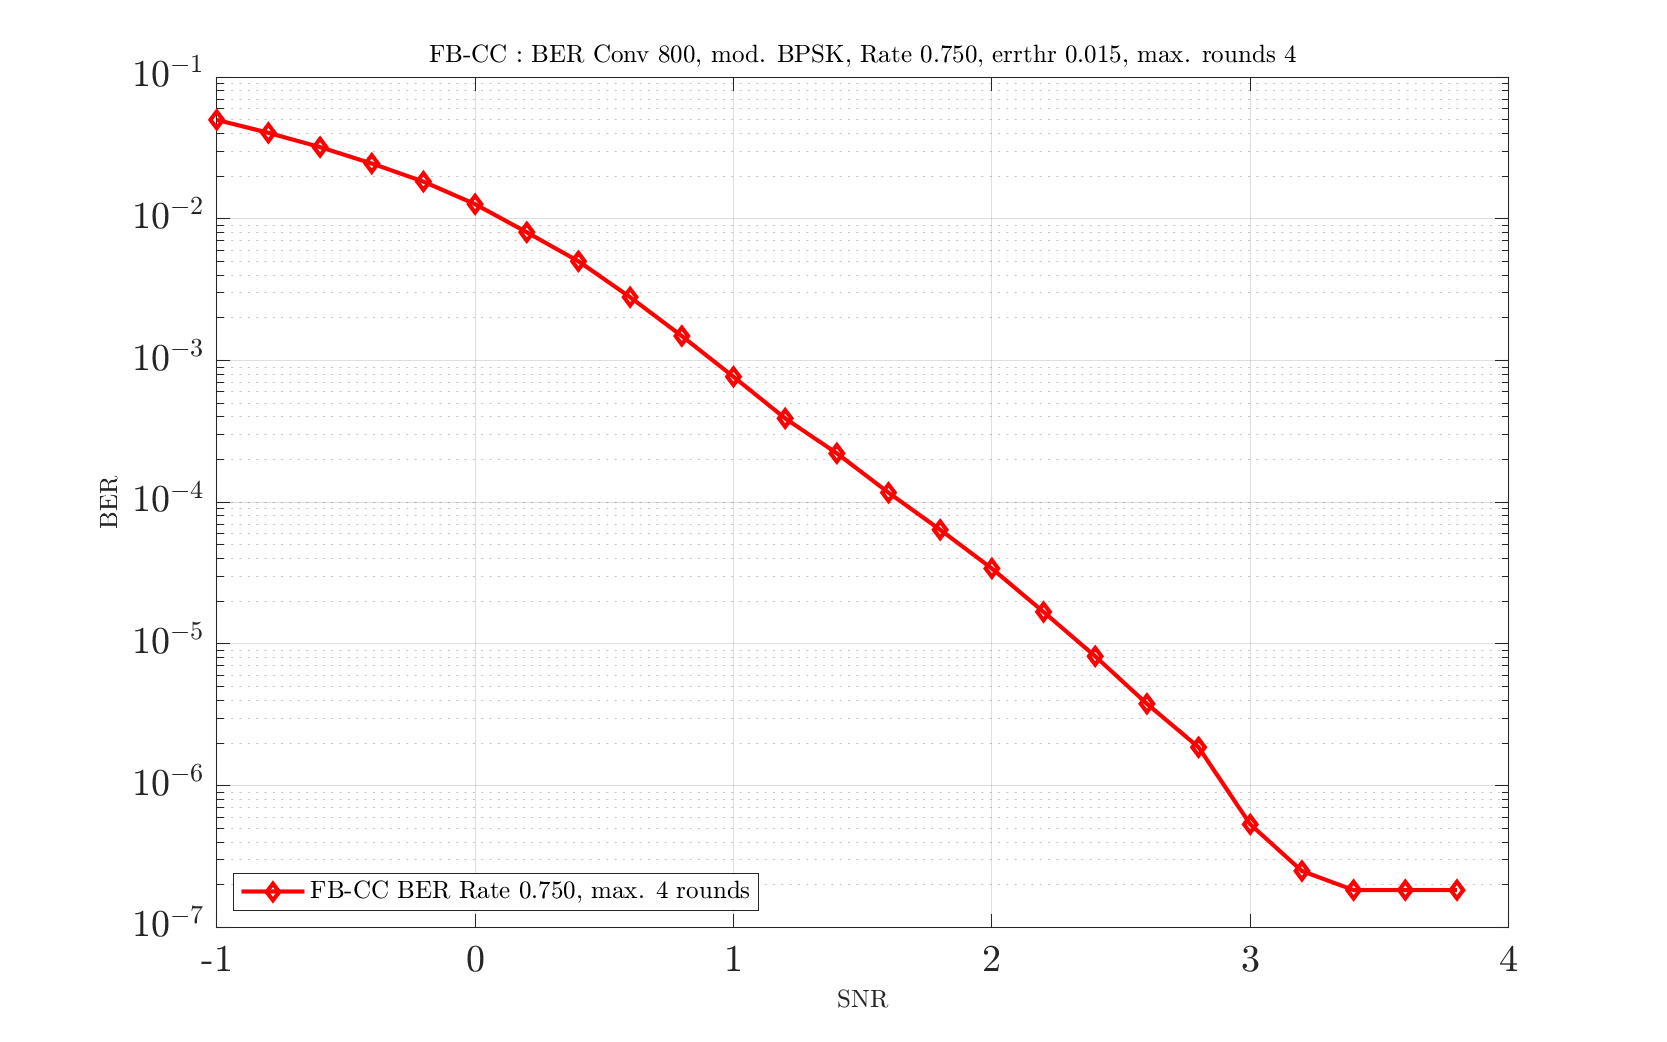 FB-CC : BER Conv 800, mod. BPSK, Rate 0.750, errthr 0.015, max. rounds 4
10⁻¹
10⁻²
10⁻³
10⁻⁴
10⁻⁵
10⁻⁶
10⁻⁷
BER
FB-CC BER Rate 0.750, max. 4 rounds
-1 0 1 2 3 4
SNR